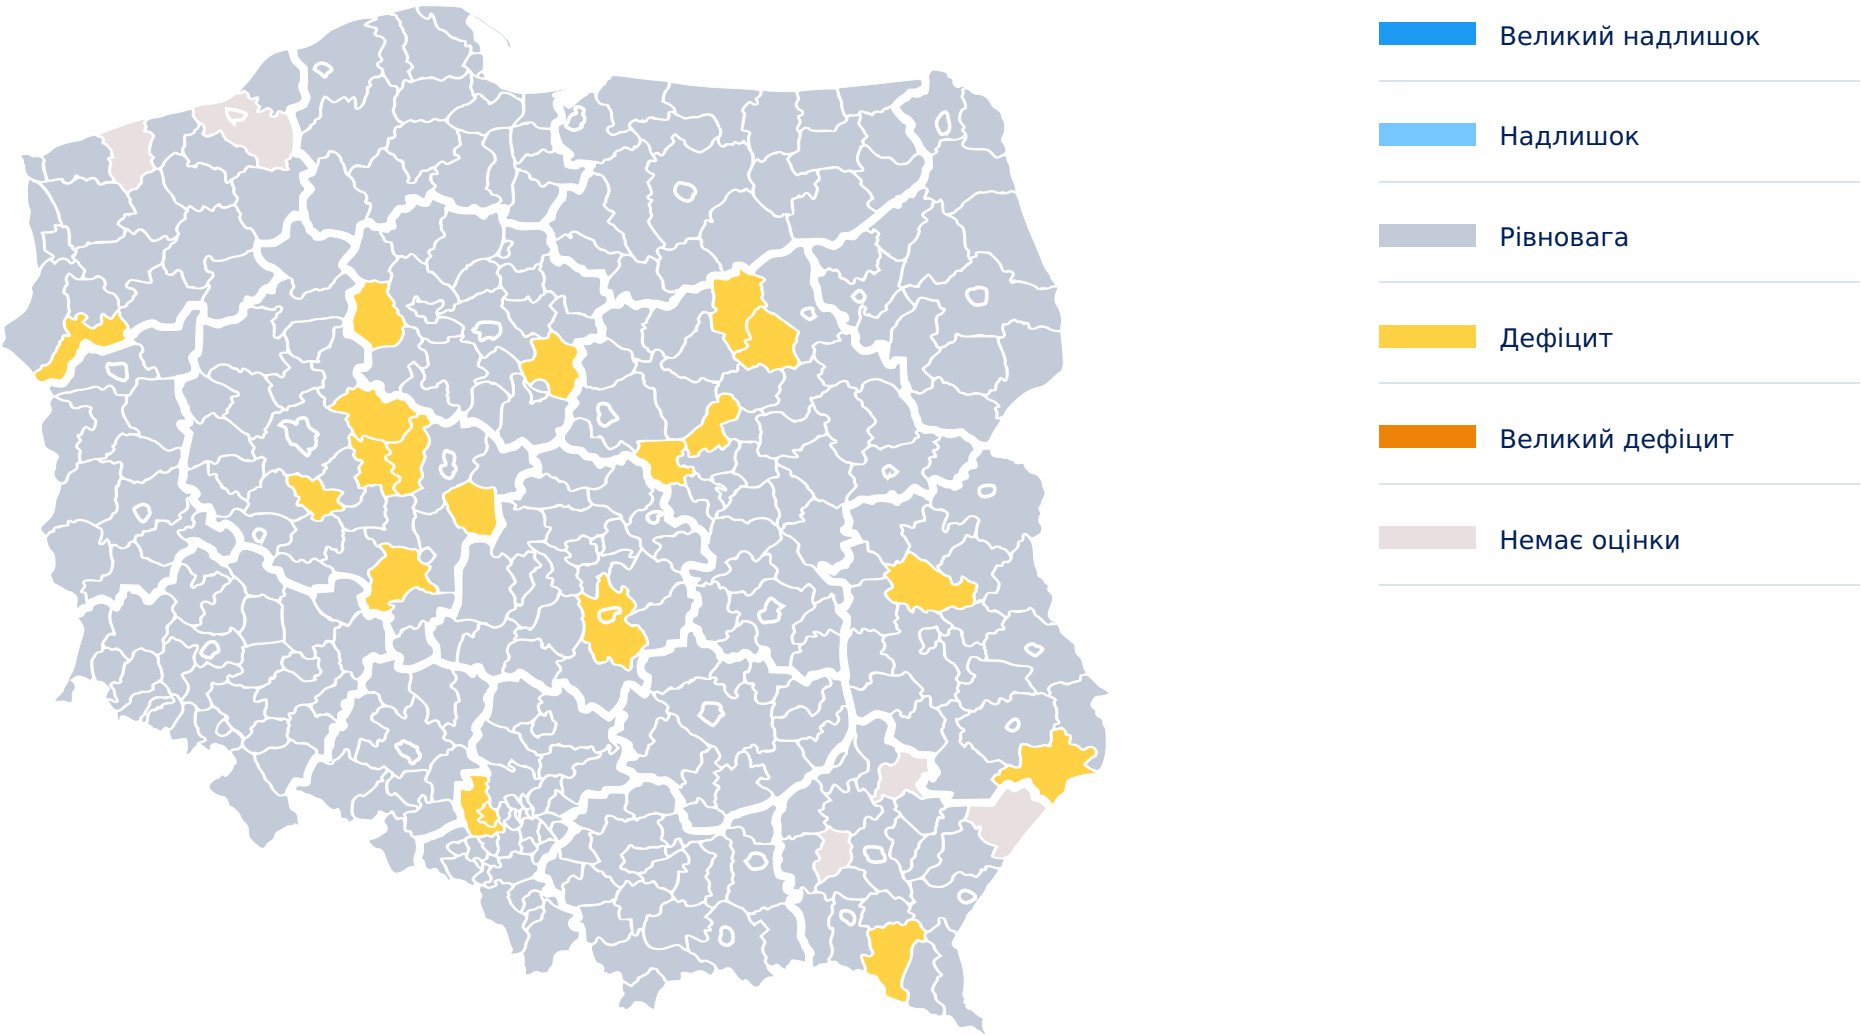 Великий надлишок
Надлишок
Рівновага
Дефіцит
Великий дефіцит
Немає оцінки